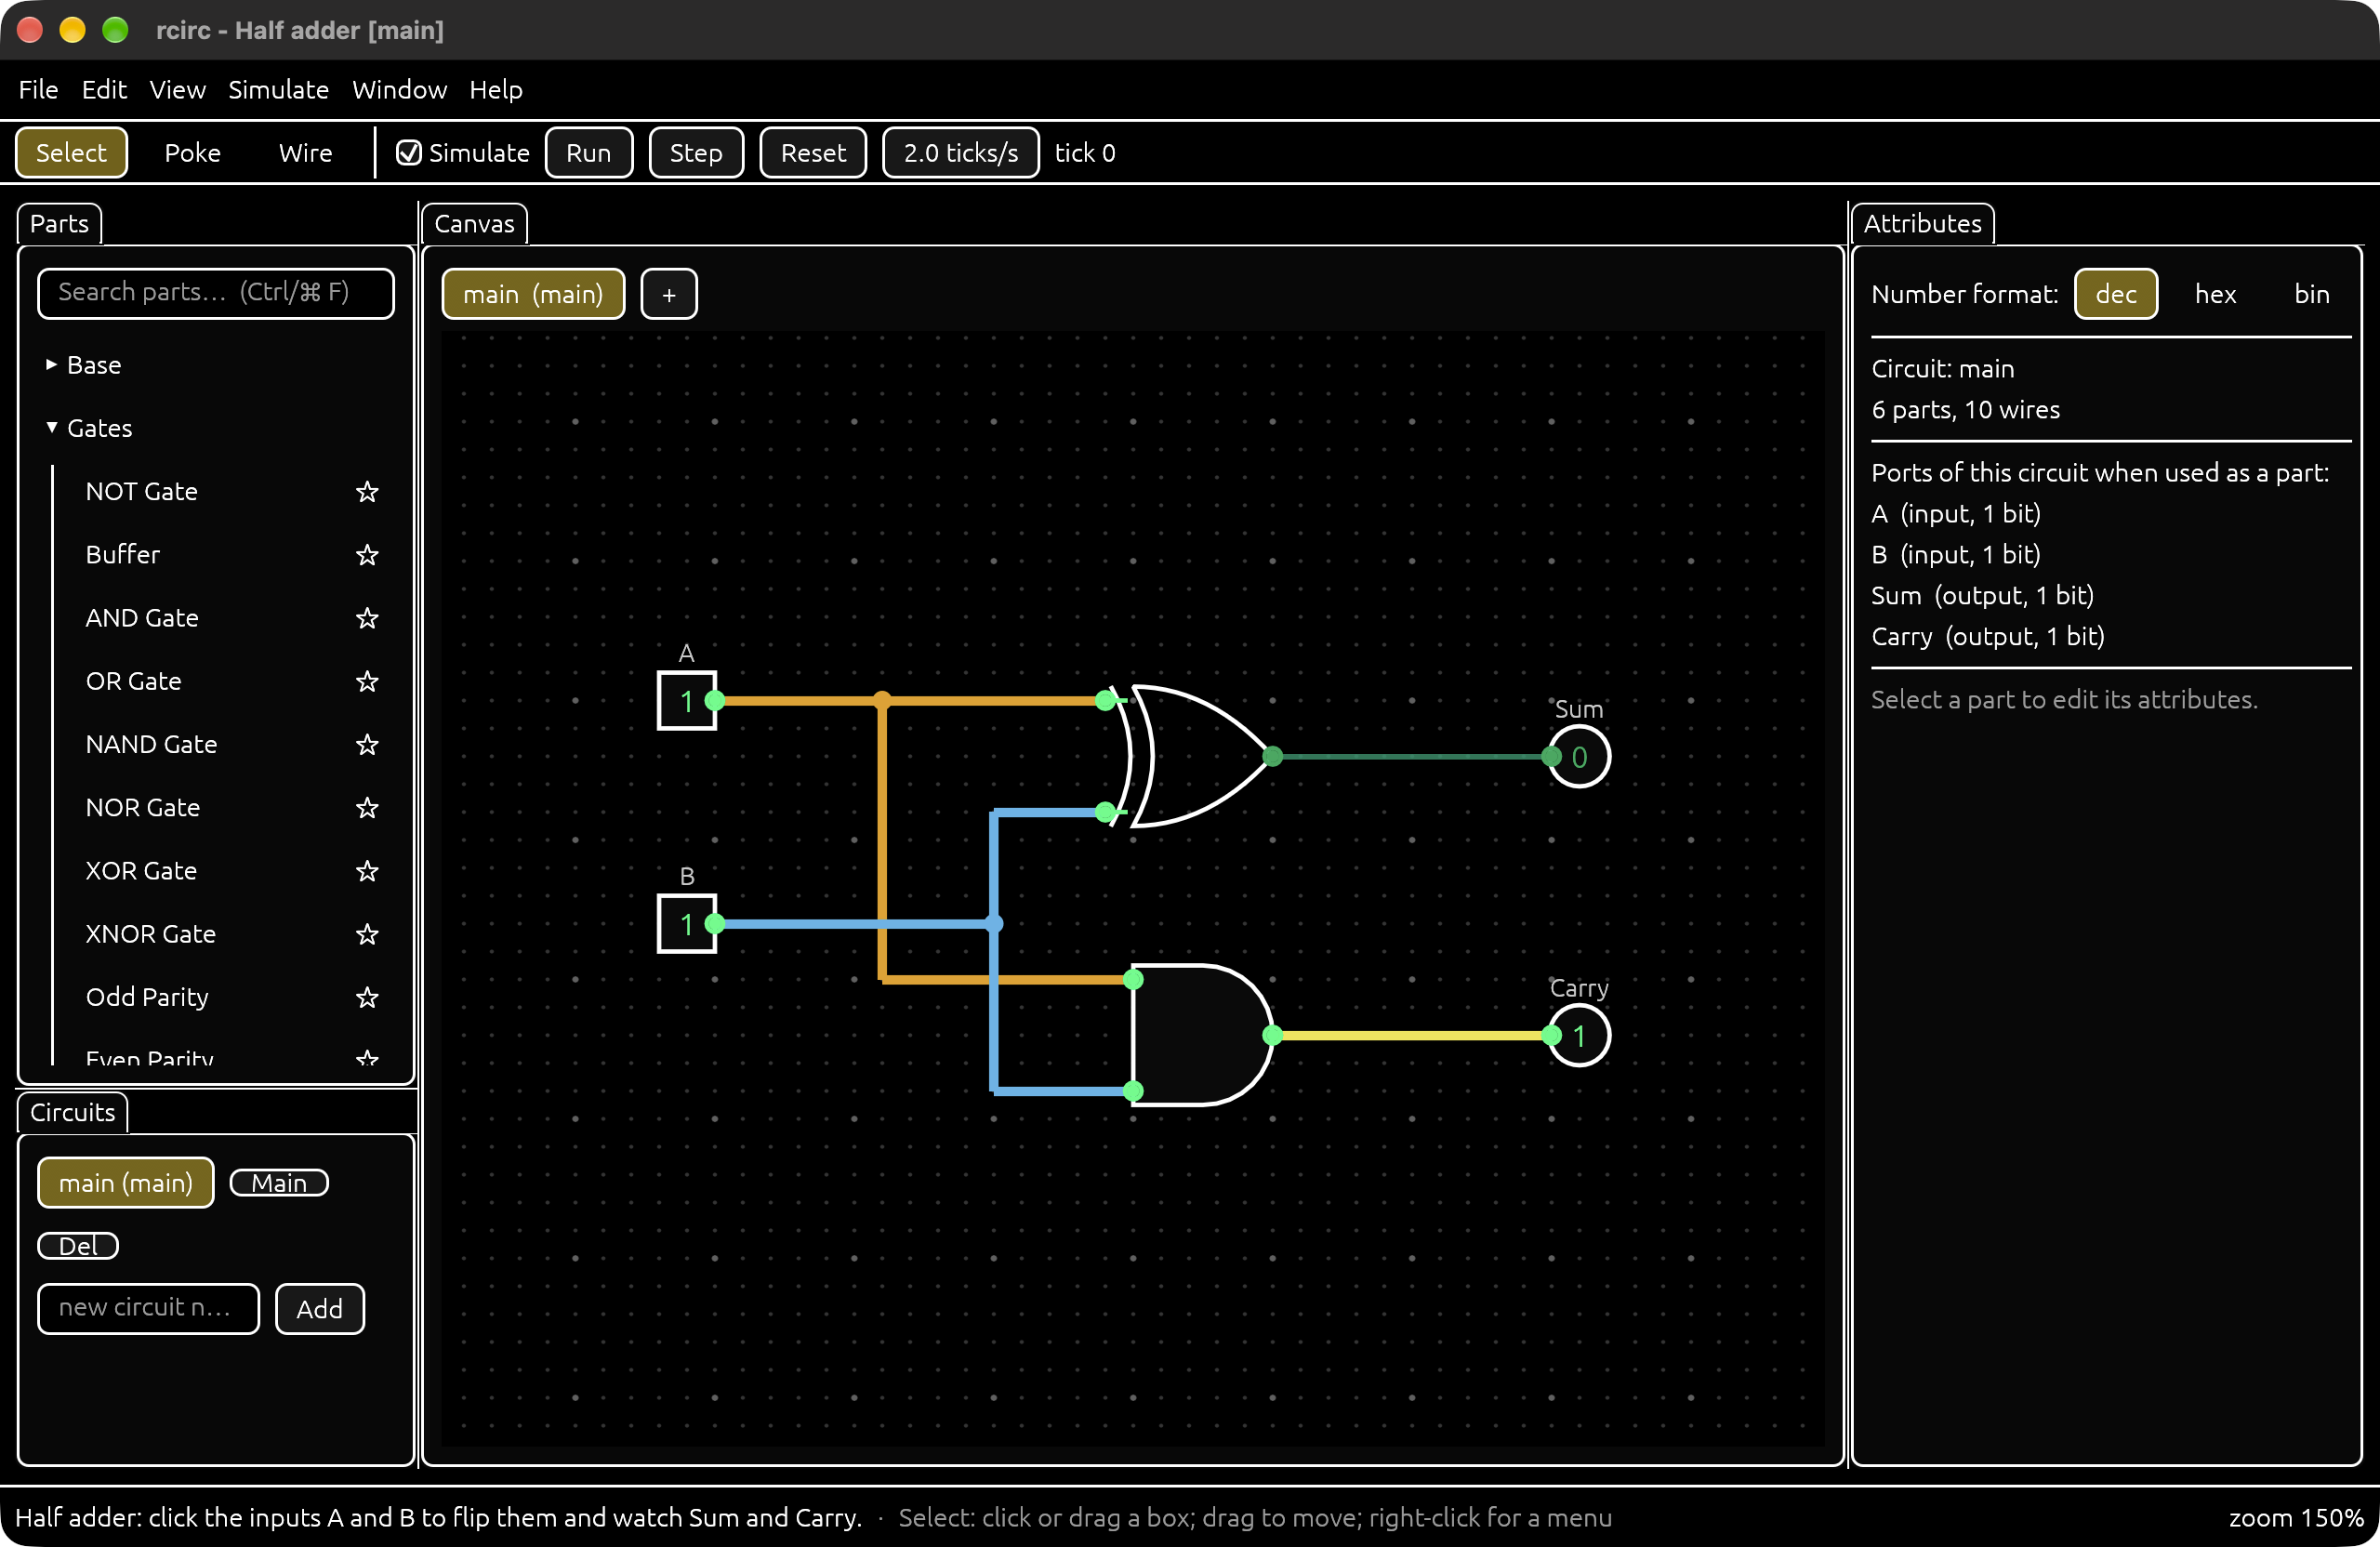 rcirc - Half adder [main]
File Edit View Simulate Window Help
Select Poke Wire Simulate Run Step Reset 2.0 ticks/s tick 0
Parts
Search parts… (Ctrl/⌘ F)
Base
Gates
NOT Gate
Buffer
AND Gate
OR Gate
NAND Gate
NOR Gate
XOR Gate
XNOR Gate
Odd Parity
Even Parity
Circuits
main (main) Main
Del
new circuit n… Add
Canvas
main (main) +
A
1
B
1
Sum
0
Carry
1
Attributes
Number format: dec hex bin
Circuit: main
6 parts, 10 wires
Ports of this circuit when used as a part:
A (input, 1 bit)
B (input, 1 bit)
Sum (output, 1 bit)
Carry (output, 1 bit)
Select a part to edit its attributes.
Half adder: click the inputs A and B to flip them and watch Sum and Carry. · Select: click or drag a box; drag to move; right-click for a menu zoom 150%